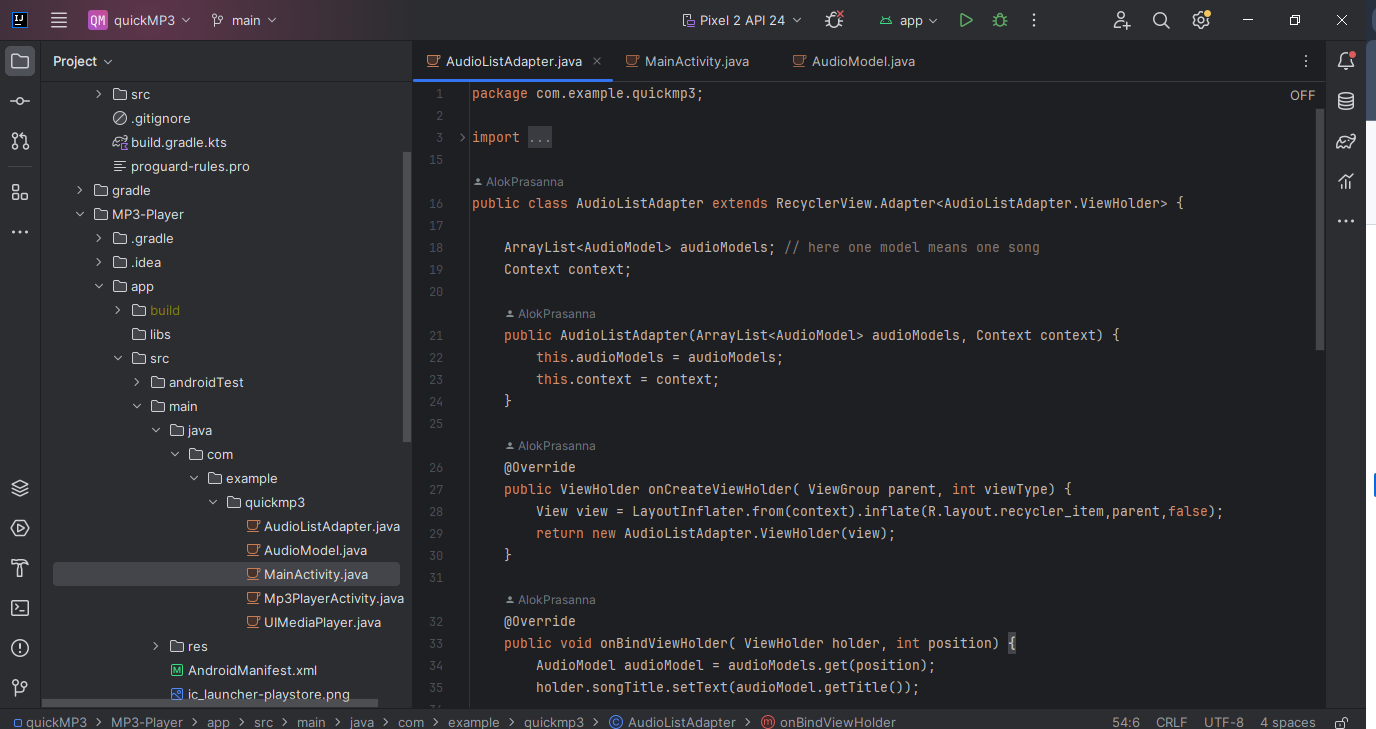 QM quickMP3 main Pixel 2 API 24 app
Project
src
.gitignore
build.gradle.kts
proguard-rules.pro
gradle
MP3-Player
.gradle
.idea
app
build
libs
src
androidTest
main
java
com
example
quickmp3
AudioListAdapter.java
AudioModel.java
MainActivity.java
Mp3PlayerActivity.java
UIMediaPlayer.java
res
AndroidManifest.xml
ic_launcher-playstore.png
AudioListAdapter.java MainActivity.java AudioModel.java
OFF
1 package com.example.quickmp3;
2
3 import ...
15
AlokPrasanna
16 public class AudioListAdapter extends RecyclerView.Adapter<AudioListAdapter.ViewHolder> {
17
18 ArrayList<AudioModel> audioModels; // here one model means one song
19 Context context;
20
AlokPrasanna
21 public AudioListAdapter(ArrayList<AudioModel> audioModels, Context context) {
22 this.audioModels = audioModels;
23 this.context = context;
24 }
25
AlokPrasanna
26 @Override
27 public ViewHolder onCreateViewHolder( ViewGroup parent, int viewType) {
28 View view = LayoutInflater.from(context).inflate(R.layout.recycler_item,parent,false);
29 return new AudioListAdapter.ViewHolder(view);
30 }
31
AlokPrasanna
32 @Override
33 public void onBindViewHolder( ViewHolder holder, int position) {
34 AudioModel audioModel = audioModels.get(position);
35 holder.songTitle.setText(audioModel.getTitle());
quickMP3 > MP3-Player > app > src > main > java > com > example > quickmp3 > AudioListAdapter > onBindViewHolder 54:6 CRLF UTF-8 4 spaces